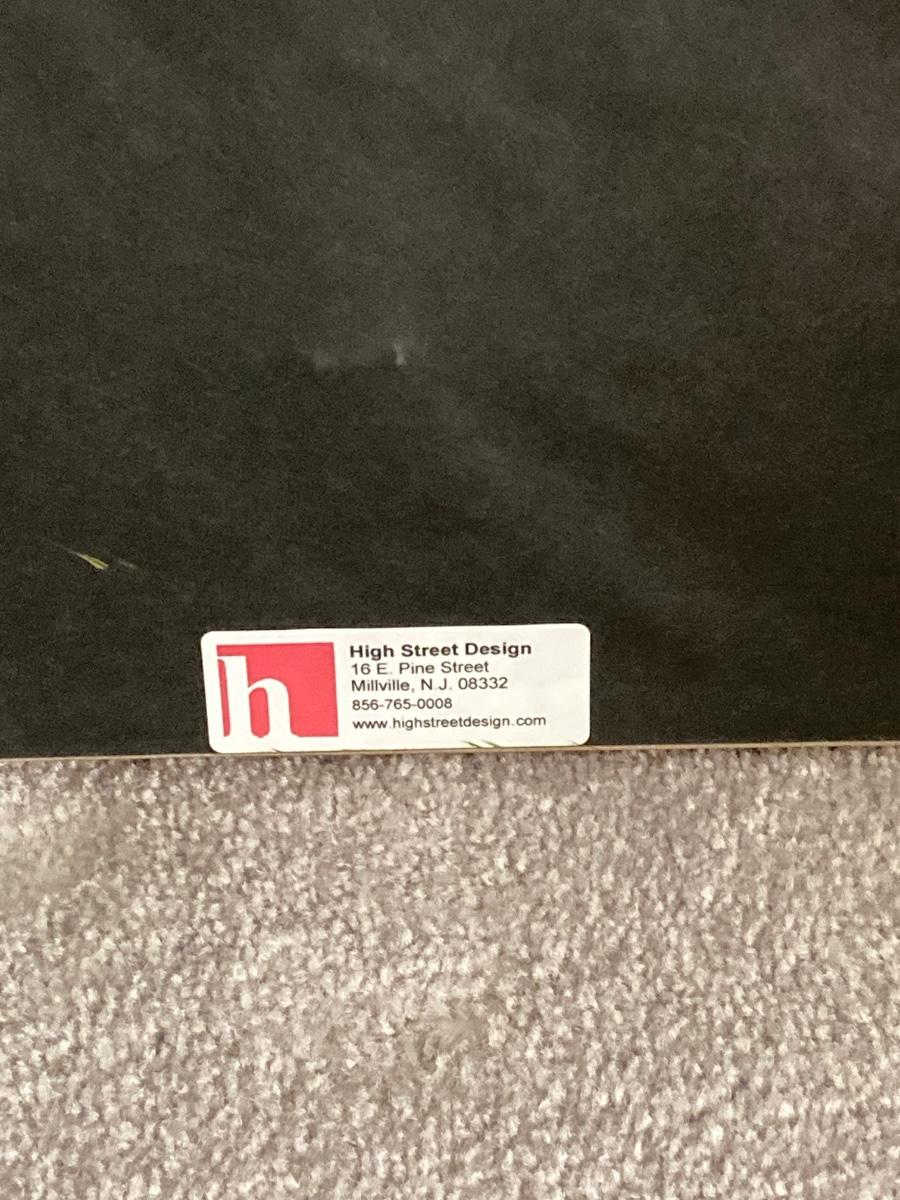 h
High Street Design
16 E. Pine Street
Millville, N.J. 08332
856-765-0008
www.highstreetdesign.com